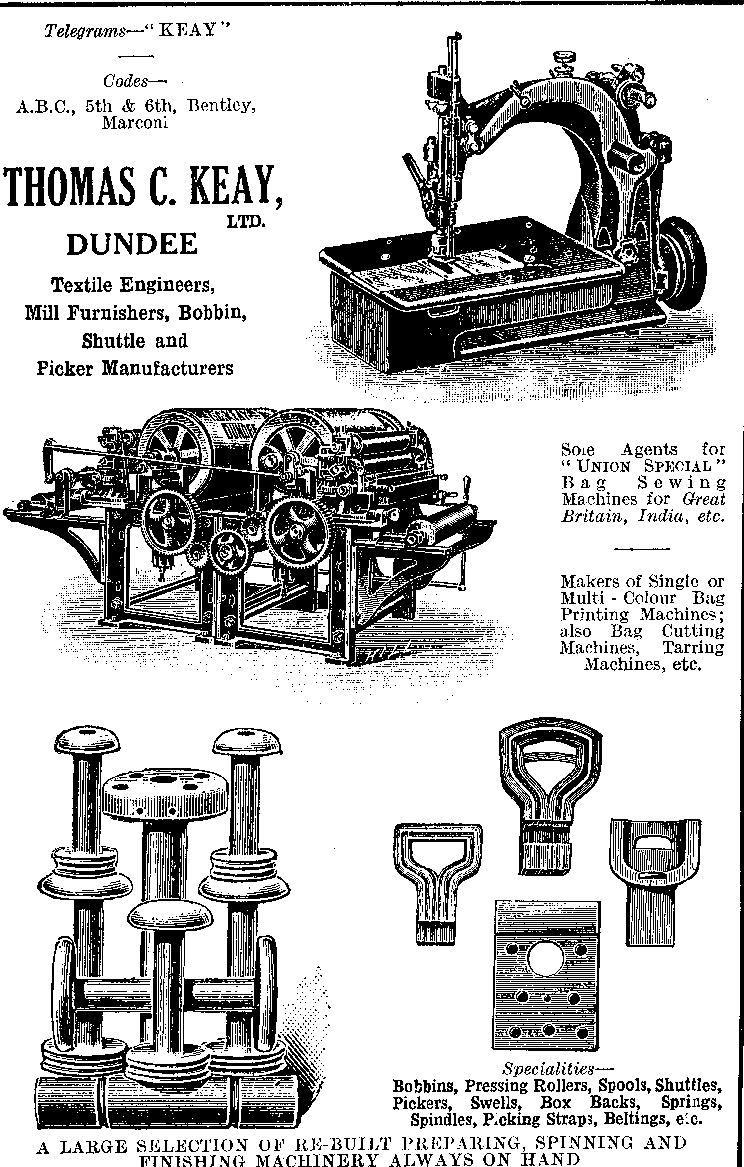 Telegrams—"KEAY"
Codes—
A.B.C., 5th & 6th, Bentley,
Marconi
THOMAS C. KEAY,
LTD.
DUNDEE
Textile Engineers,
Mill Furnishers, Bobbin,
Shuttle and
Picker Manufacturers
Sole Agents for
"UNION SPECIAL"
Bag Sewing
Machines for Great
Britain, India, etc.
Makers of Single or
Multi-Colour Bag
Printing Machines;
also Bag Cutting
Machines, Tarring
Machines, etc.
Specialities—
Bobbins, Pressing Rollers, Spools, Shuttles,
Pickers, Swells, Box Backs, Springs,
Spindles, Picking Straps, Beltings, etc.
A LARGE SELECTION OF RE-BUILT PREPARING, SPINNING AND
FINISHING MACHINERY ALWAYS ON HAND